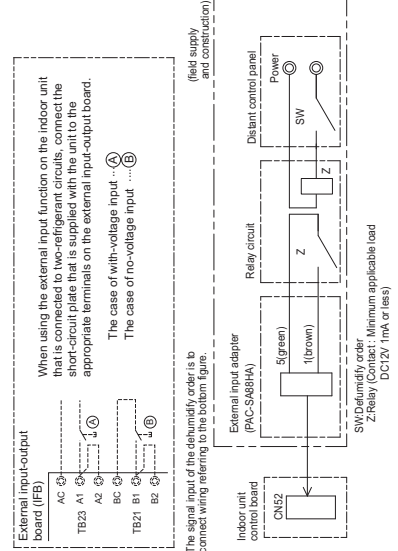 External input-output
board (IFB)
AC
TB23
A1
A2
BC
TB21
B1
B2
A
B
When using the external input function on the indoor unit
that is connected to two-refrigerant circuits, connect the
short-circuit plate that is supplied with the unit to the
appropriate terminals on the external input-output board.
The case of with-voltage input ···A
The case of no-voltage input ····B
The signal input of the dehumidify order is to
connect wiring referring to the bottom figure.
(field supply
and construction)
Indoor unit
control board
CN52
External input adapter
(PAC-SA88HA)
5(green)
1(brown)
Relay circuit
Z
Z
Distant control panel
Power
SW
SW:Defumidify order
Z:Relay (Contact : Minimum applicable load
DC12V 1mA or less)